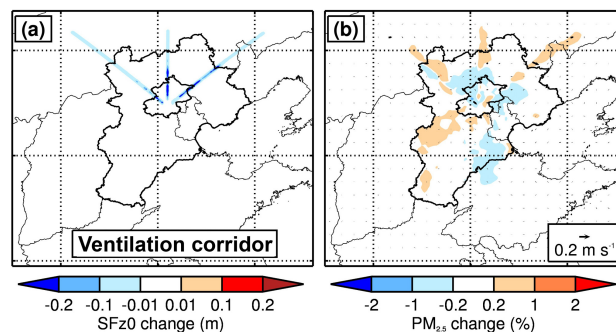 (a)
Ventilation corridor
-0.2 -0.1 -0.01 0.01 0.1 0.2
SFz0 change (m)
(b)
0.2 m s⁻¹
-2 -1 -0.2 0.2 1 2
PM₂.₅ change (%)